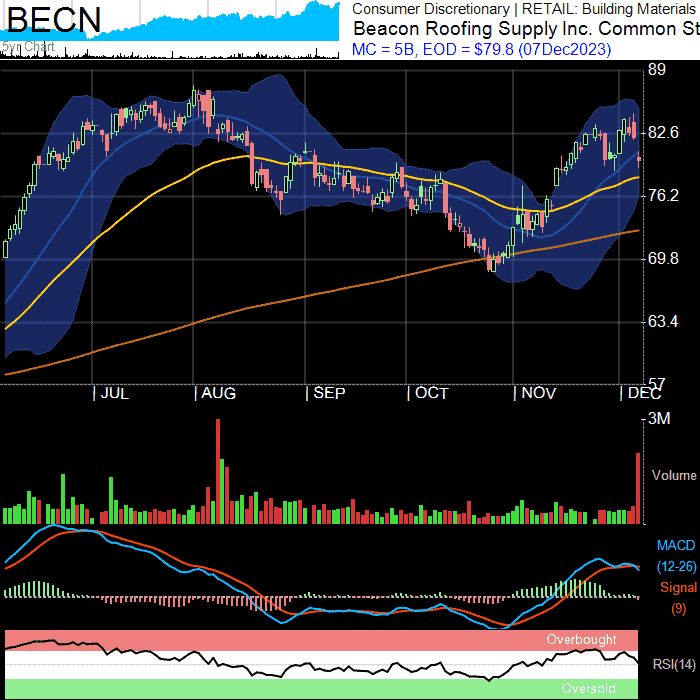 BECN
5yr Chart
Consumer Discretionary | RETAIL: Building Materials
Beacon Roofing Supply Inc. Common St
MC = 5B, EOD = $79.8 (07Dec2023)
89
82.6
76.2
69.8
63.4
57
JUL
AUG
SEP
OCT
NOV
DEC
3M
Volume
MACD
(12-26)
Signal
(9)
Overbought
RSI(14)
Oversold